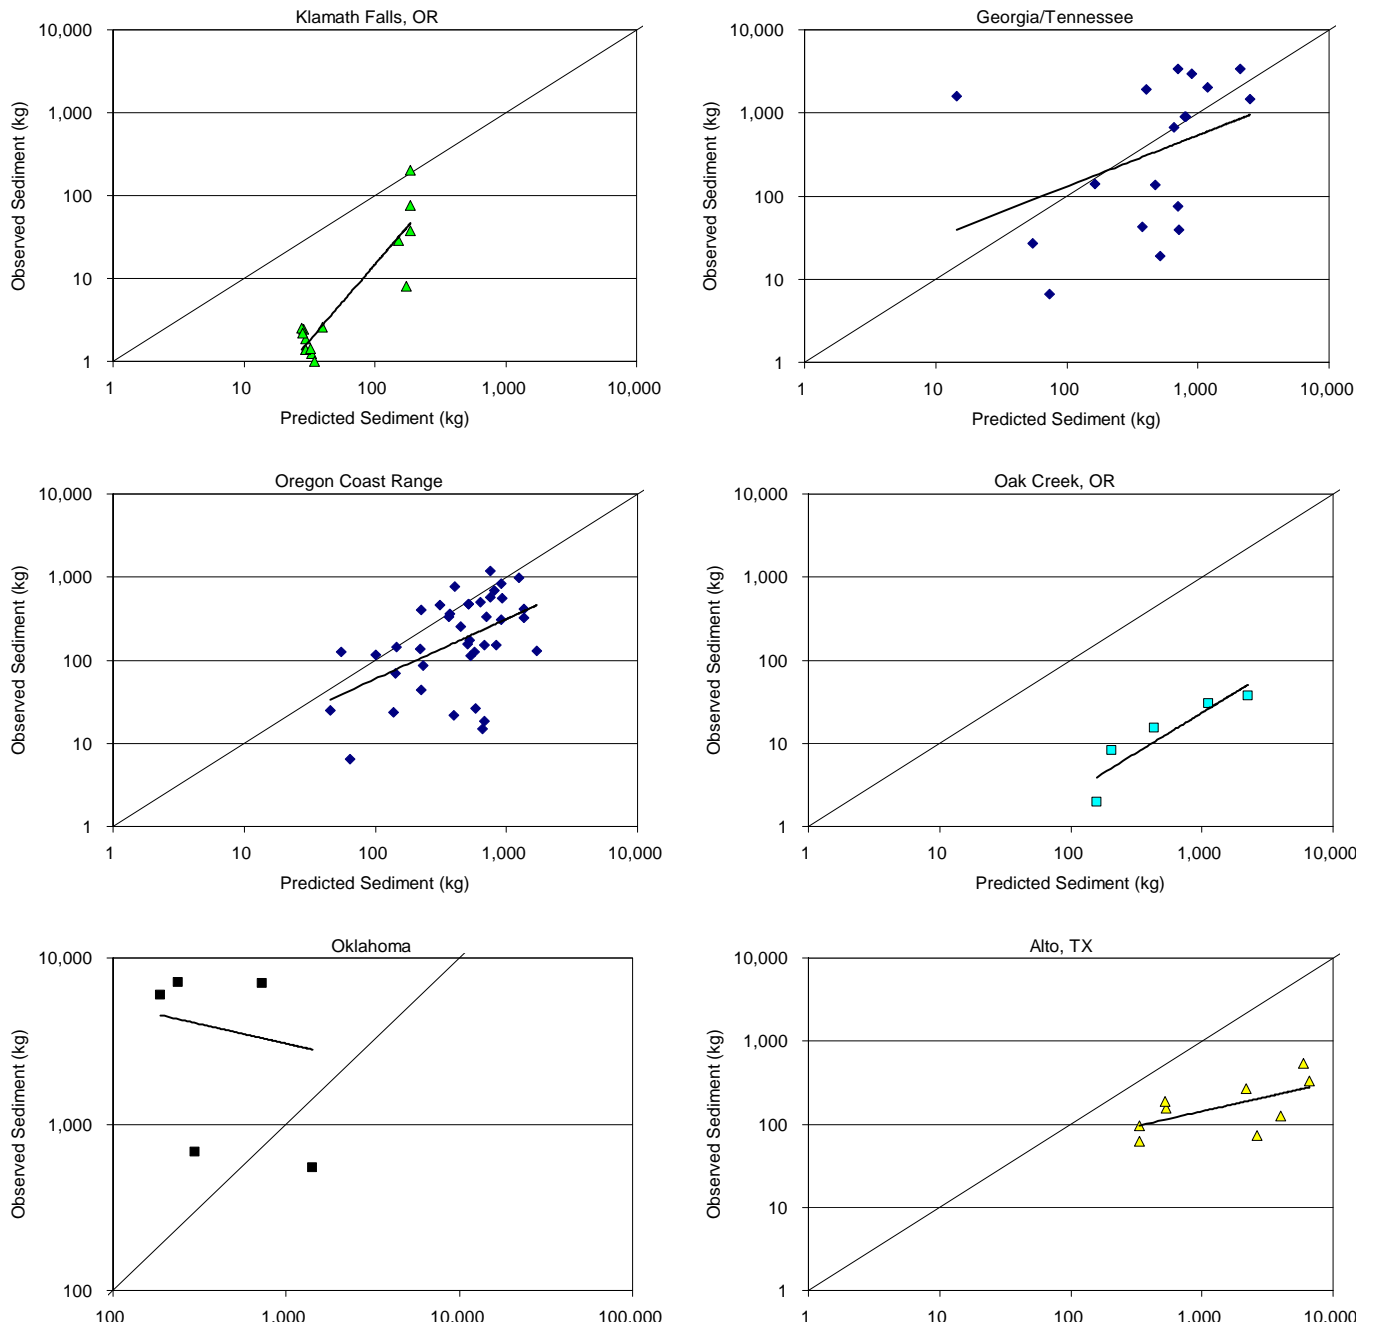 Klamath Falls, OR
10,000
1,000
100
10
1
Observed Sediment (kg)
1 10 100 1,000 10,000
Predicted Sediment (kg)
Georgia/Tennessee
10,000
1,000
100
10
1
Observed Sediment (kg)
1 10 100 1,000 10,000
Predicted Sediment (kg)
Oregon Coast Range
10,000
1,000
100
10
1
Observed Sediment (kg)
1 10 100 1,000 10,000
Predicted Sediment (kg)
Oak Creek, OR
10,000
1,000
100
10
1
Observed Sediment (kg)
1 10 100 1,000 10,000
Predicted Sediment (kg)
Oklahoma
10,000
1,000
100
Observed Sediment (kg)
100 1,000 10,000 100,000
Alto, TX
10,000
1,000
100
10
1
Observed Sediment (kg)
1 10 100 1,000 10,000